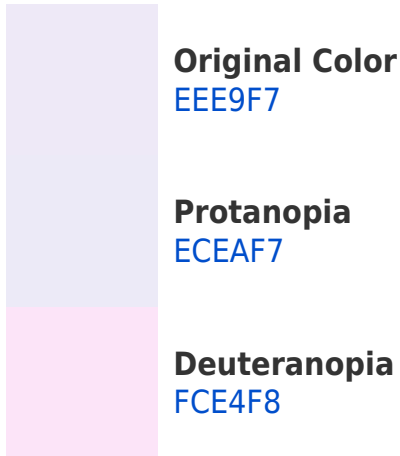 Original Color
EEE9F7
Protanopia
ECEAF7
Deuteranopia
FCE4F8